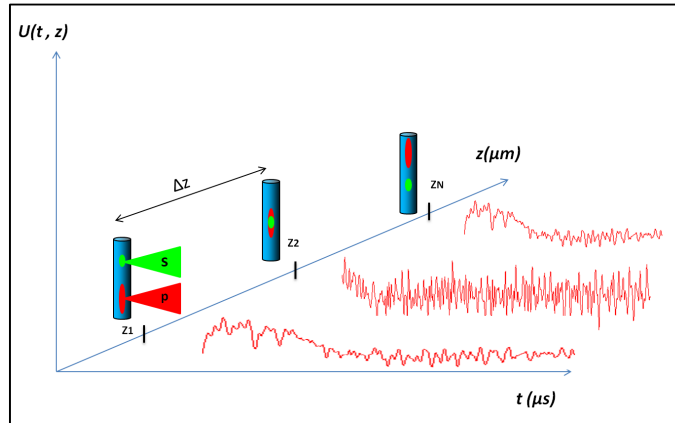 U(t , z)
z(μm)
ΔZ
ZN
Z2
S
P
Z1
t (μs)